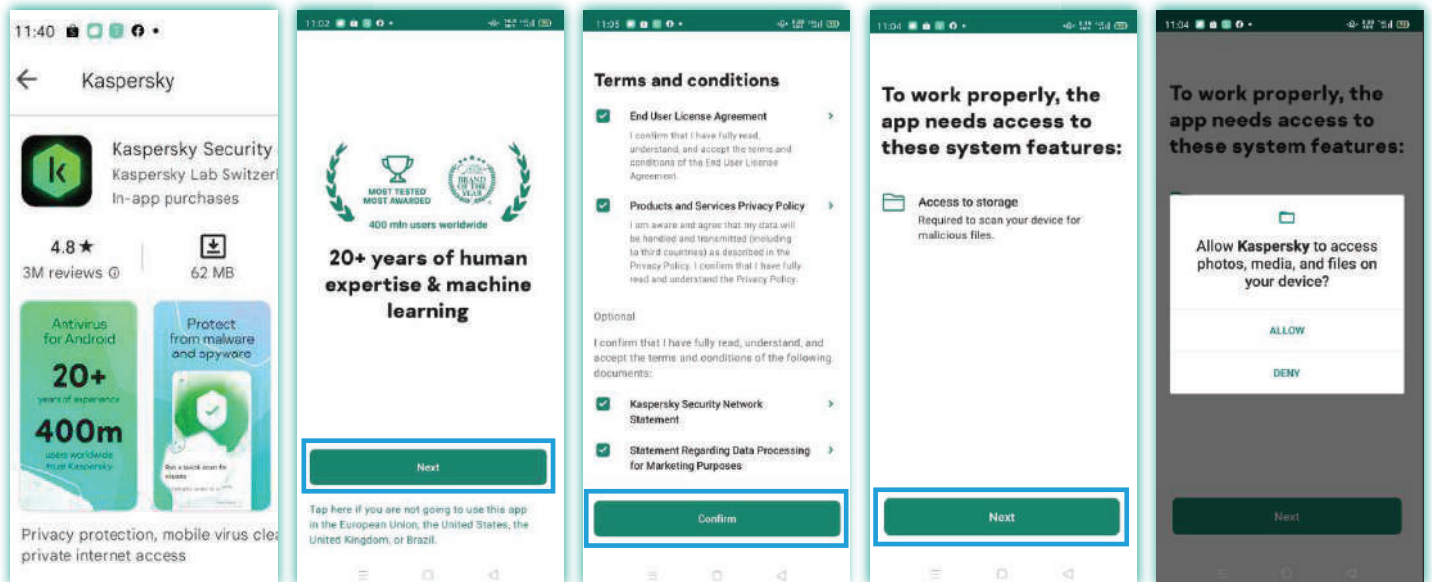 11:40
Kaspersky
Kaspersky Security
Kaspersky Lab Switzerl
In-app purchases
4.8★
3M reviews
62 MB
Antivirus
for Android
20+
years of experience
400m
users worldwide
trust Kaspersky
Protect
from malware
and spyware
Run a quick scan for
Privacy protection, mobile virus clea
private internet access
11:02
MOST TESTED
MOST AWARDED
BRAND
OF THE
YEAR
400 mln users worldwide
20+ years of human
expertise & machine
learning
Next
Tap here if you are not going to use this app
in the European Union, the United States, the
United Kingdom, or Brazil.
11:03
Terms and conditions
End User License Agreement
I confirm that I have fully read,
understand, and accept the terms and
conditions of the End User License
Agreement.
Products and Services Privacy Policy
I am aware and agree that my data will
be handled and transmitted (including
to third countries) as described in the
Privacy Policy. I confirm that I have fully
read and understand the Privacy Policy.
Optional
I confirm that I have fully read, understand, and
accept the terms and conditions of the following
documents:
Kaspersky Security Network
Statement
Statement Regarding Data Processing
for Marketing Purposes
Confirm
11:04
To work properly, the
app needs access to
these system features:
Access to storage
Required to scan your device for
malicious files.
Next
11:04
To work properly, the
app needs access to
these system features:
Allow Kaspersky to access
photos, media, and files on
your device?
ALLOW
DENY
Next